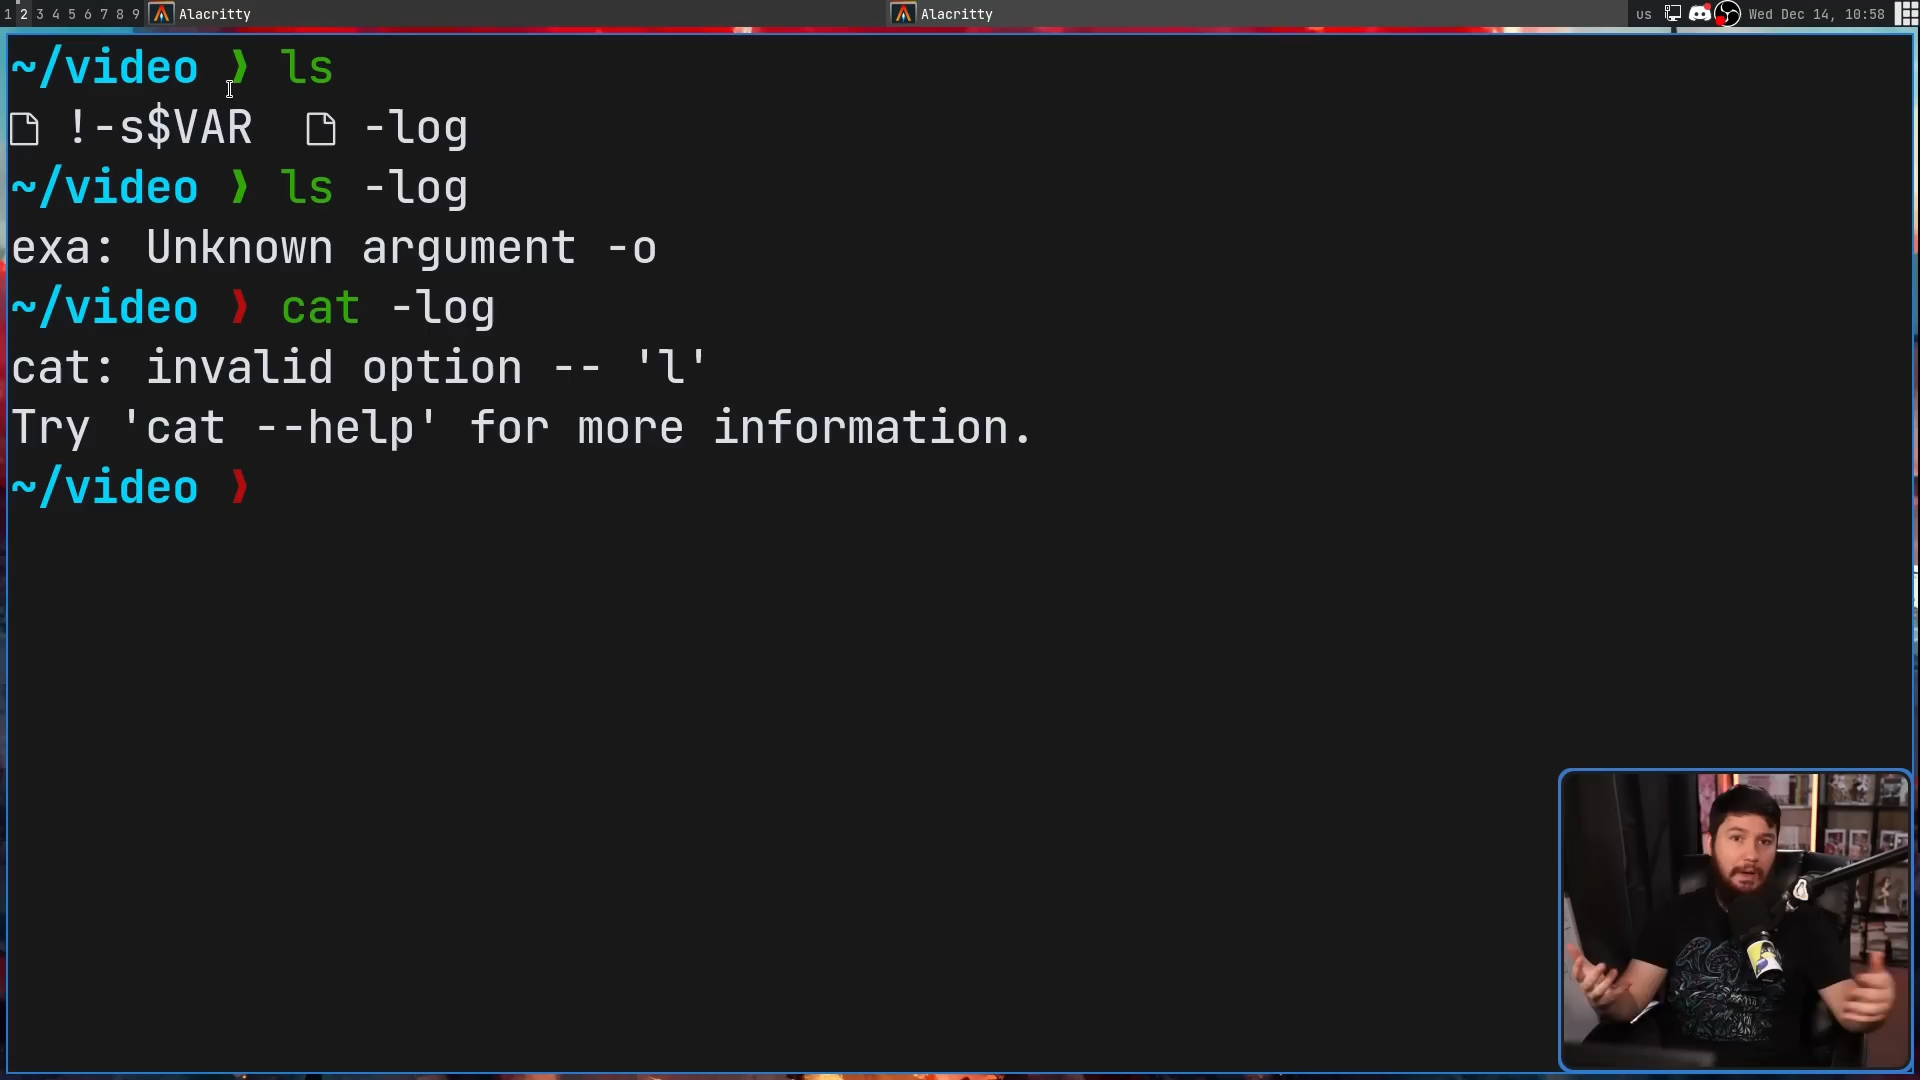 1 2 3 4 5 6 7 8 9 Alacritty Alacritty us Wed Dec 14, 10:58
~/video ❯ ls
!-s$VAR -log
~/video ❯ ls -log
exa: Unknown argument -o
~/video ❯ cat -log
cat: invalid option -- 'l'
Try 'cat --help' for more information.
~/video ❯